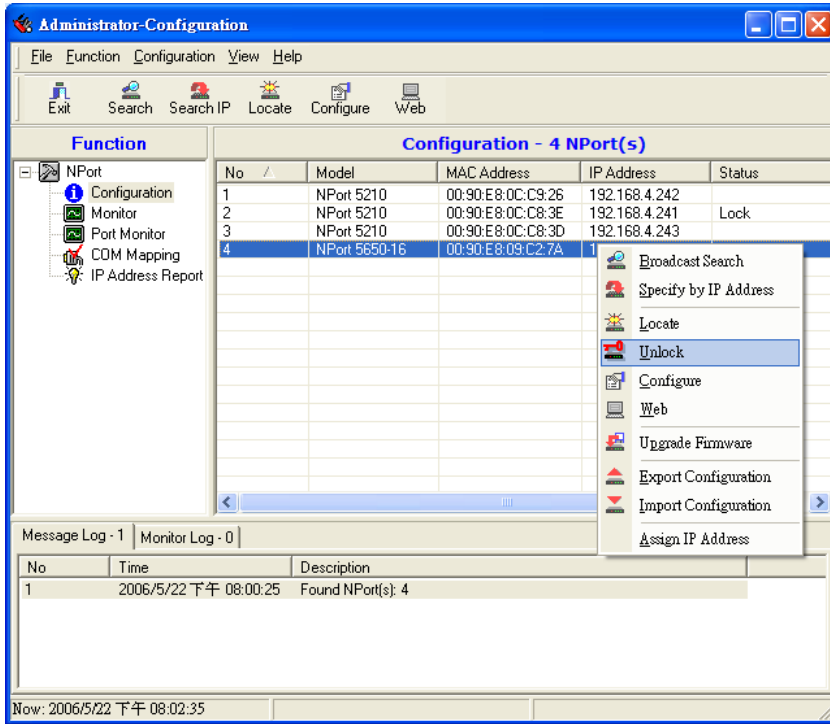 Administrator-Configuration
File Function Configuration View Help
Exit Search Search IP Locate Configure Web
Function
NPort
Configuration
Monitor
Port Monitor
COM Mapping
IP Address Report
Configuration - 4 NPort(s)
No Model MAC Address IP Address Status
1 NPort 5210 00:90:E8:0C:C9:26 192.168.4.242
2 NPort 5210 00:90:E8:0C:C8:3E 192.168.4.241 Lock
3 NPort 5210 00:90:E8:0C:C8:3D 192.168.4.243
4 NPort 5650-16 00:90:E8:09:C2:7A 1
Broadcast Search
Specify by IP Address
Locate
Unlock
Configure
Web
Upgrade Firmware
Export Configuration
Import Configuration
Assign IP Address
Message Log - 1 Monitor Log - 0
No Time Description
1 2006/5/22 下午 08:00:25 Found NPort(s): 4
Now: 2006/5/22 下午 08:02:35